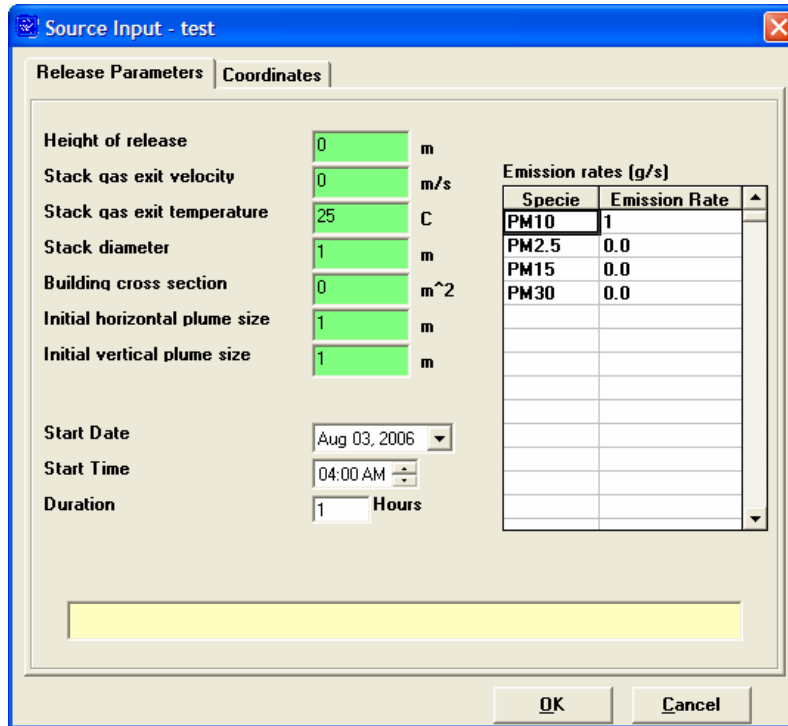 Source Input - test
Release Parameters Coordinates
Height of release 0 m
Stack gas exit velocity 0 m/s
Stack gas exit temperature 25 C
Stack diameter 1 m
Building cross section 0 m^2
Initial horizontal plume size 1 m
Initial vertical plume size 1 m
Start Date Aug 03, 2006
Start Time 04:00 AM
Duration 1 Hours
Emission rates (g/s)
Specie Emission Rate
PM10 1
PM2.5 0.0
PM15 0.0
PM30 0.0
OK Cancel